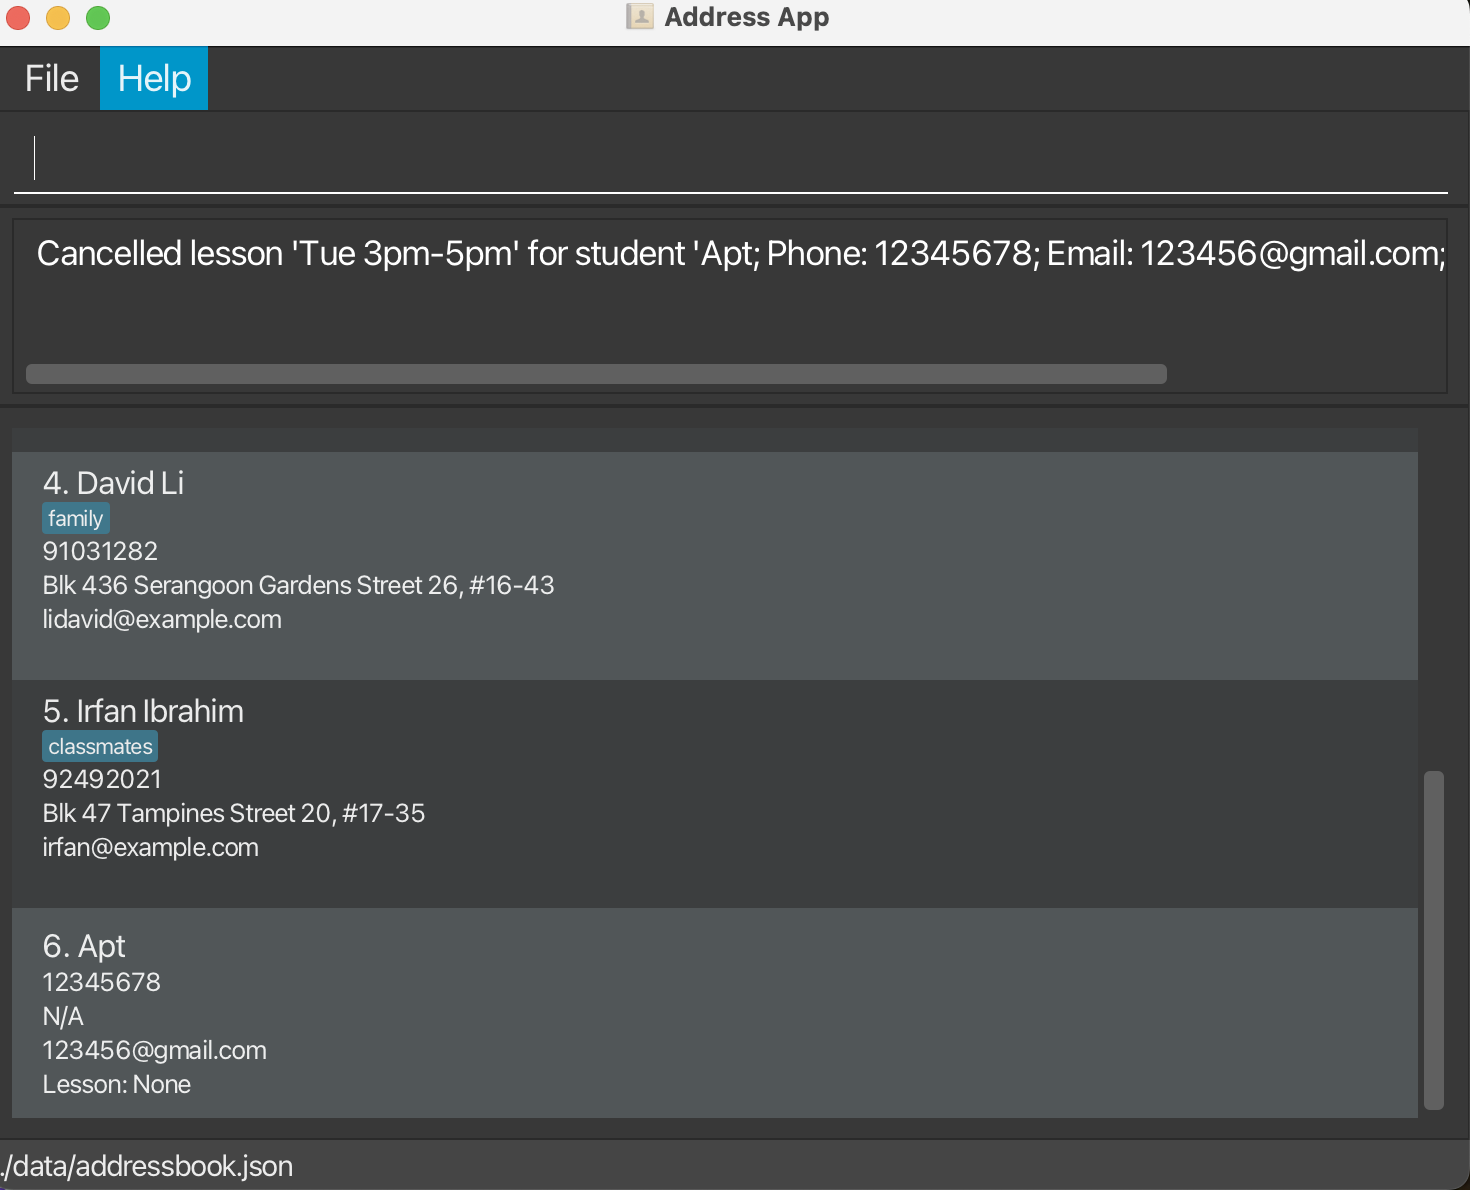 Address App
File Help
Cancelled lesson 'Tue 3pm-5pm' for student 'Apt; Phone: 12345678; Email: 123456@gmail.com;
4. David Li
family
91031282
Blk 436 Serangoon Gardens Street 26, #16-43
lidavid@example.com
5. Irfan Ibrahim
classmates
92492021
Blk 47 Tampines Street 20, #17-35
irfan@example.com
6. Apt
12345678
N/A
123456@gmail.com
Lesson: None
./data/addressbook.json